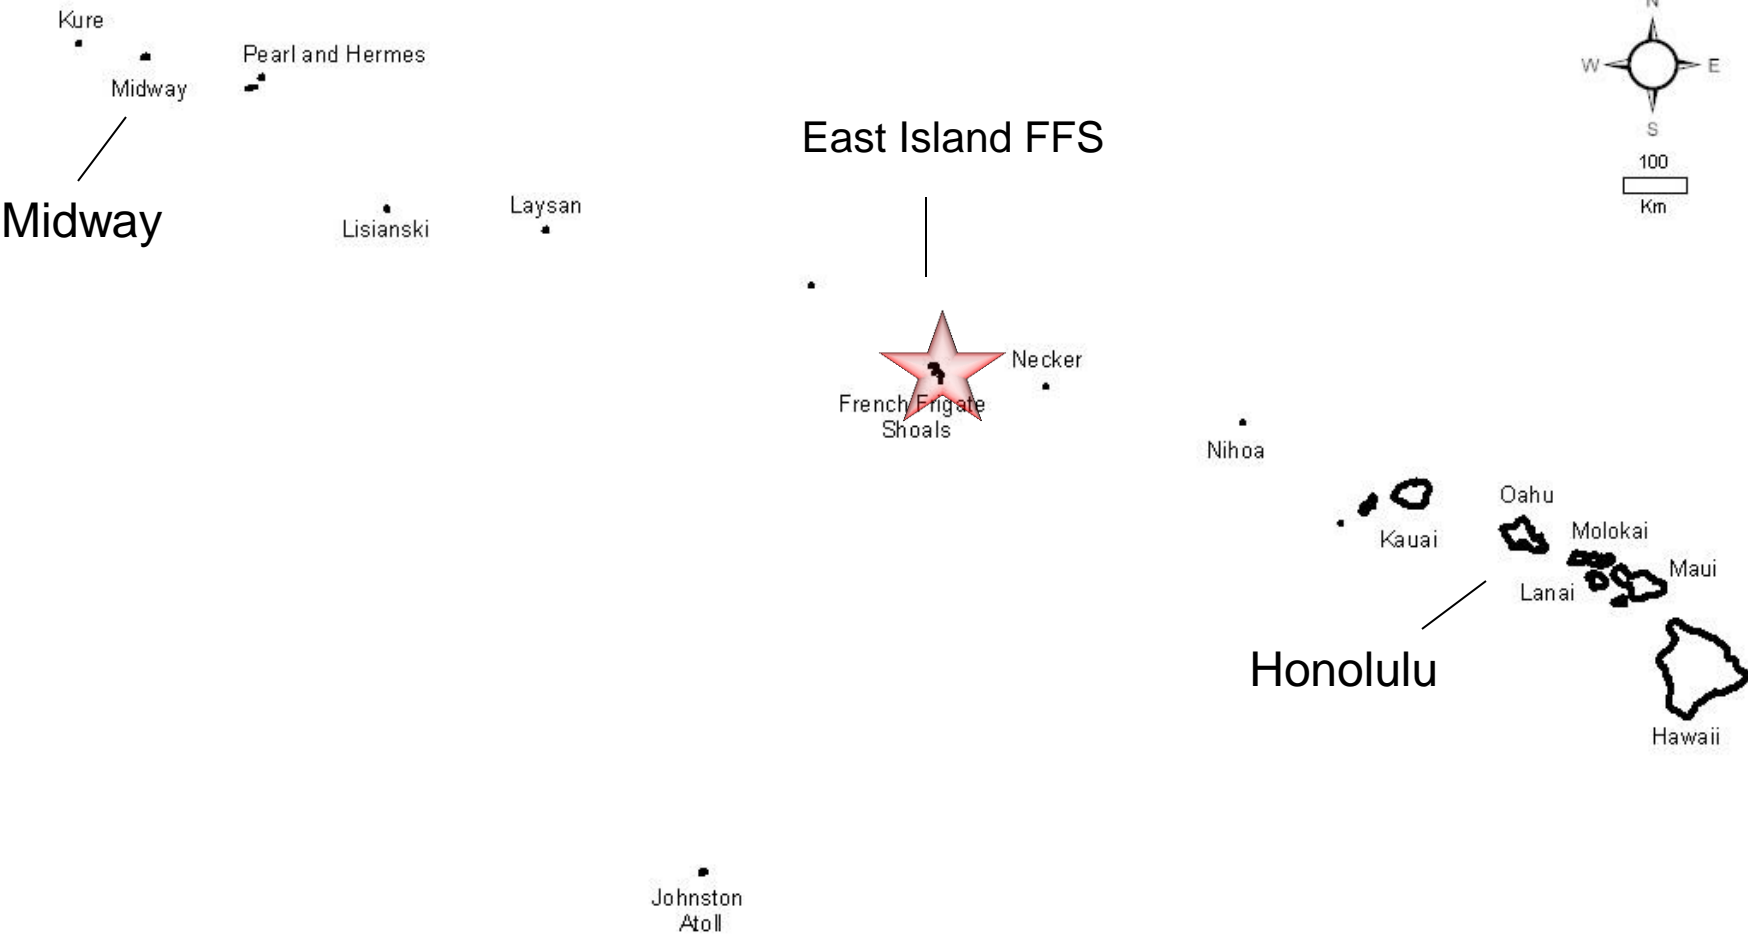 Kure
Pearl and Hermes
Midway
Midway
Lisianski
Laysan
East Island FFS
N
W
E
S
100
Km
Necker
French Frigate
Shoals
Nihoa
Kauai
Oahu
Molokai
Maui
Lanai
Honolulu
Hawaii
Johnston
Atoll